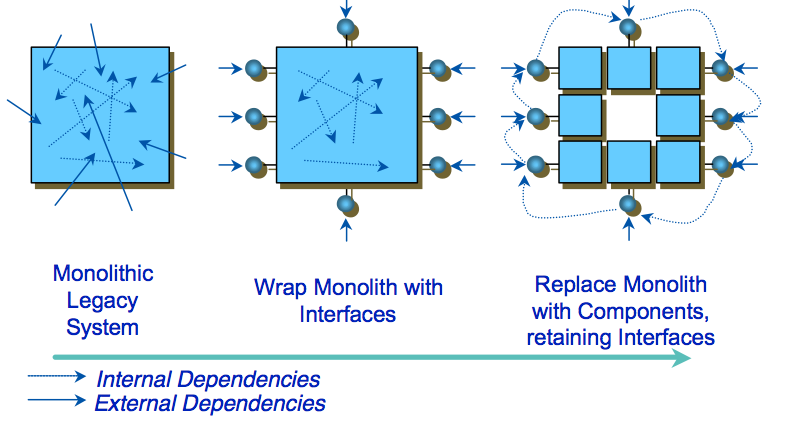 Monolithic
Legacy
System
Wrap Monolith with
Interfaces
Replace Monolith
with Components,
retaining Interfaces
Internal Dependencies
External Dependencies